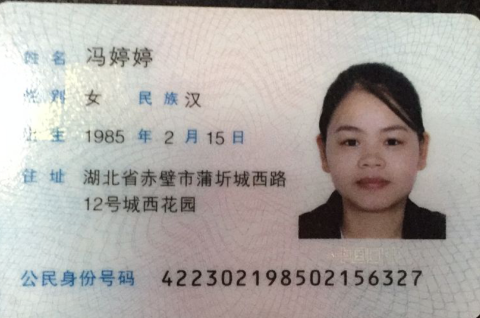 姓名 冯婷婷
性别 女 民族 汉
出生 1985 年 2 月 15 日
住址 湖北省赤壁市蒲圻城西路
12号城西花园
公民身份号码 422302198502156327